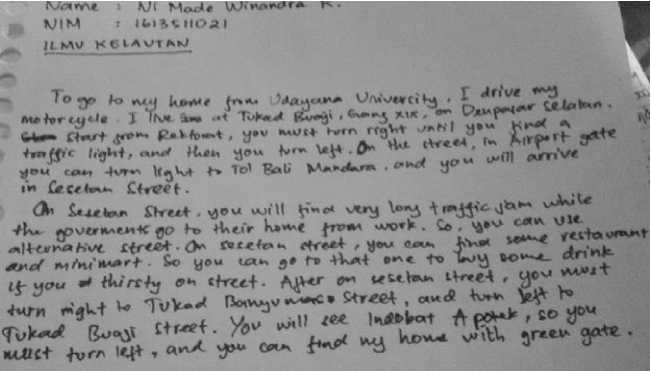 Name : Ni Made Winandra K.
NIM : 1613511021
ILMU KELAUTAN
To go to my home from Udayana University, I drive my
motorcycle. I live at Tukad Buaji, Gang XIX, on Denpasar Selatan.
Start from Rektorat, you must turn right until you find a
traffic light, and then you turn left. On the street, in Airport gate
you can turn light to Tol Bali Mandara, and you will arrive
in Sesetan Street.
On Sesetan Street, you will find very long traffic jam while
the goverments go to their home from work. So, you can use
alternative street. On sesetan street, you can find some restaurant
and minimart. So you can go to that one to buy some drink
if you thirsty on street. After on sesetan street, you must
turn right to Tukad Street, and turn left to
Tukad Buaji Street. You will see Indobat Apotek, so you
must turn left, and you can find my home with green gate.